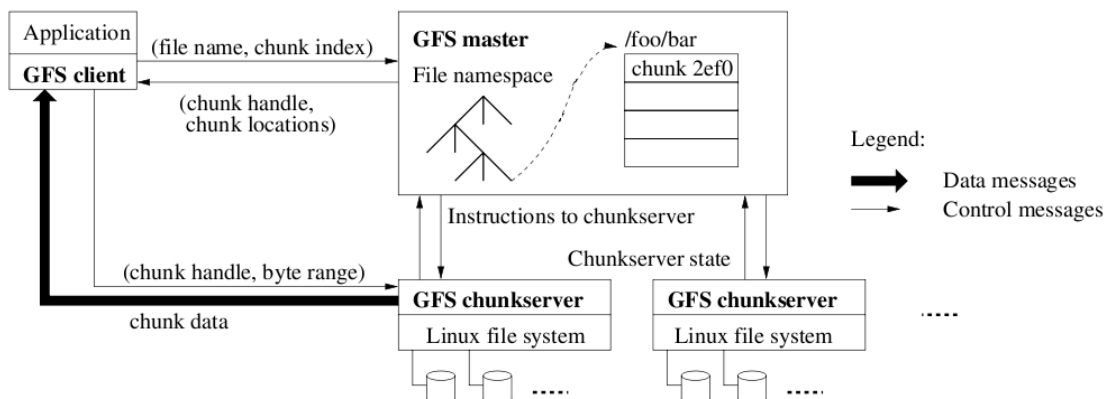 Application
GFS client
(file name, chunk index)
(chunk handle,
chunk locations)
GFS master
File namespace
/foo/bar
chunk 2ef0
Legend:
Data messages
Control messages
Instructions to chunkserver
Chunkserver state
(chunk handle, byte range)
chunk data
GFS chunkserver
Linux file system
GFS chunkserver
Linux file system